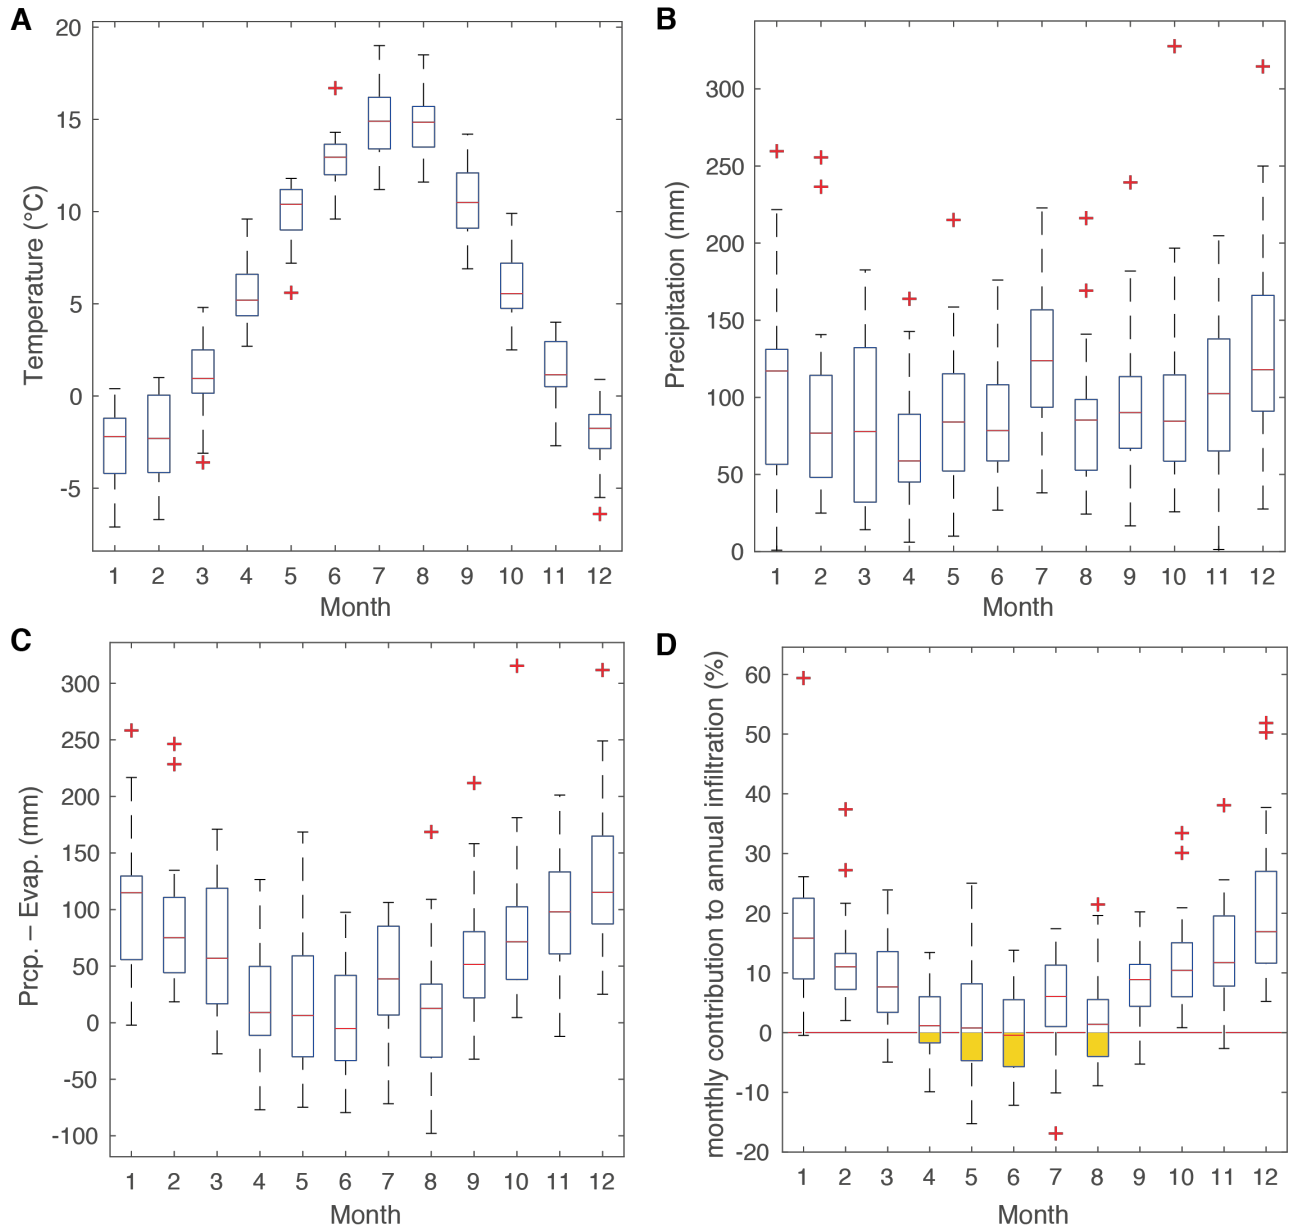 A
20
15
10
5
0
-5
Temperature (°C)
1 2 3 4 5 6 7 8 9 10 11 12
Month
B
300
250
200
150
100
50
0
Precipitation (mm)
1 2 3 4 5 6 7 8 9 10 11 12
Month
C
300
250
200
150
100
50
0
-50
-100
Prcp. – Evap. (mm)
1 2 3 4 5 6 7 8 9 10 11 12
Month
D
60
50
40
30
20
10
0
-10
-20
monthly contribution to annual infiltration (%)
1 2 3 4 5 6 7 8 9 10 11 12
Month